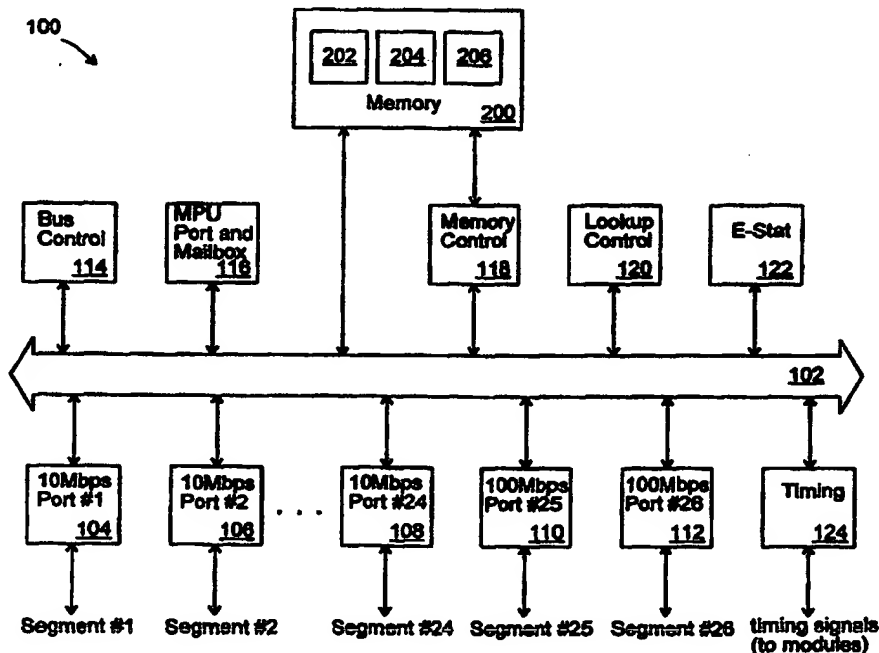 100
202 204 206
Memory
200
Bus
Control
114
MPU
Port and
Mailbox
116
Memory
Control
118
Lookup
Control
120
E-Stat
122
102
10Mbps
Port #1
104
10Mbps
Port #2
106
. . .
10Mbps
Port #24
108
100Mbps
Port #25
110
100Mbps
Port #26
112
Timing
124
Segment #1
Segment #2
Segment #24
Segment #25
Segment #26
timing signals
(to modules)